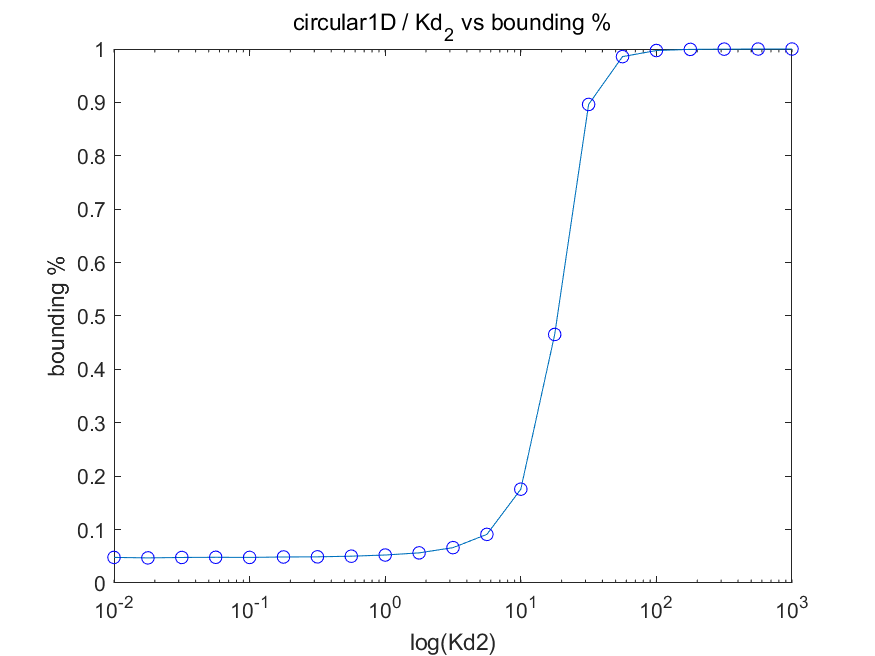 circular1D / Kd₂ vs bounding %
1
0.9
0.8
0.7
0.6
0.5
0.4
0.3
0.2
0.1
0
bounding %
10⁻² 10⁻¹ 10⁰ 10¹ 10² 10³
log(Kd2)